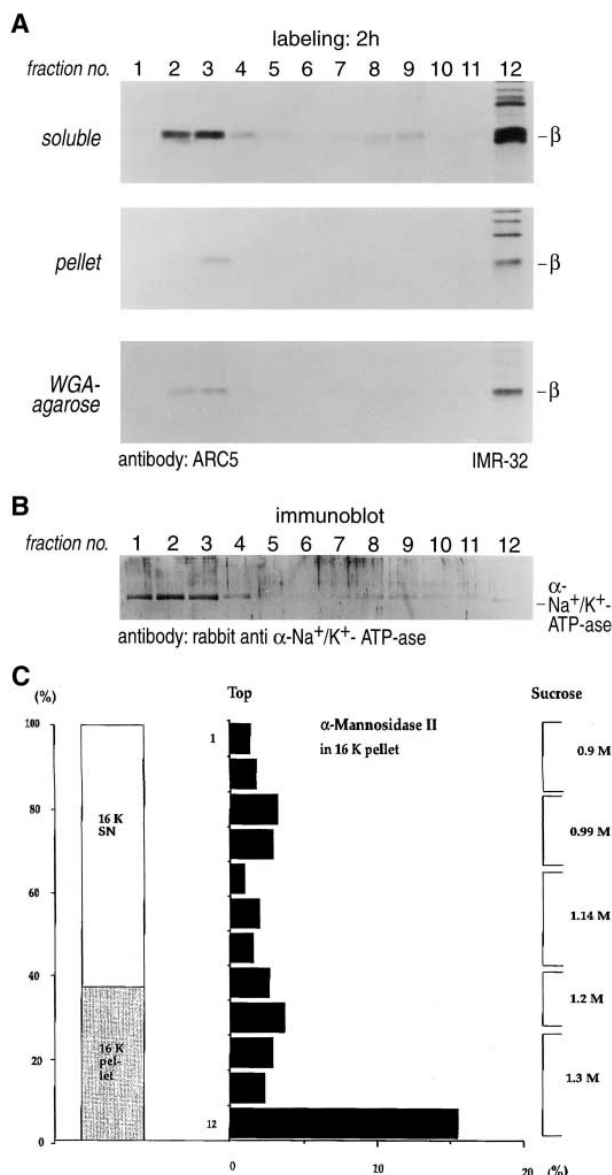 A
labeling: 2h
fraction no. 1 2 3 4 5 6 7 8 9 10 11 12
soluble
–β
pellet
–β
WGA-
agarose
–β
antibody: ARC5 IMR-32
B
immunoblot
fraction no. 1 2 3 4 5 6 7 8 9 10 11 12
α-
Na⁺/K⁺-
ATP-ase
antibody: rabbit anti α-Na⁺/K⁺- ATP-ase
C
(%) Top Sucrose
100
80
60
40
20
0
16 K
SN
16 K
pel-
let
1
12
α-Mannosidase II
in 16 K pellet
0.9 M
0.99 M
1.14 M
1.2 M
1.3 M
0 20 20 (%)